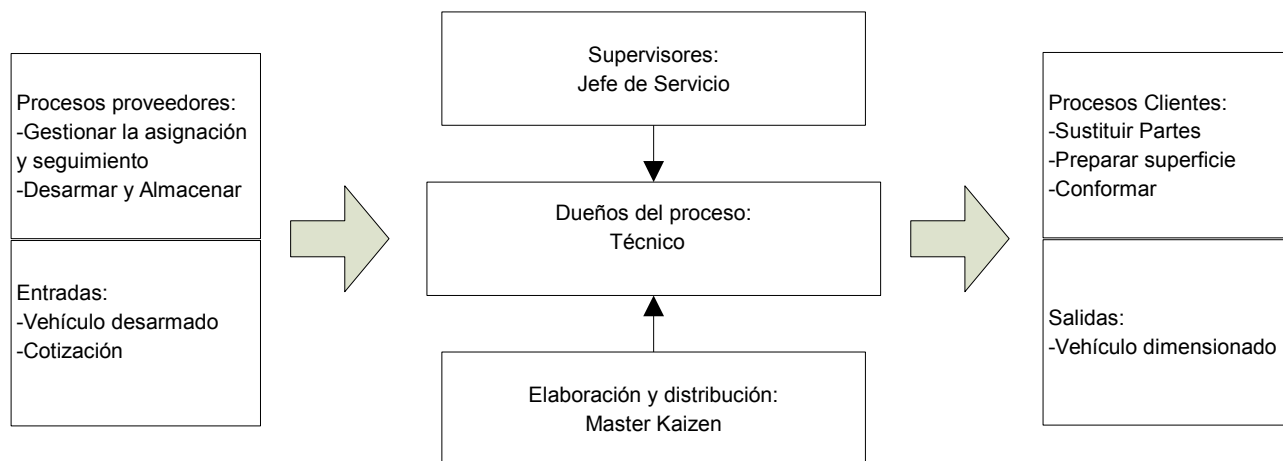 Procesos proveedores:
-Gestionar la asignación
y seguimiento
-Desarmar y Almacenar
Entradas:
-Vehículo desarmado
-Cotización
Supervisores:
Jefe de Servicio
Dueños del proceso:
Técnico
Elaboración y distribución:
Master Kaizen
Procesos Clientes:
-Sustituir Partes
-Preparar superficie
-Conformar
Salidas:
-Vehículo dimensionado